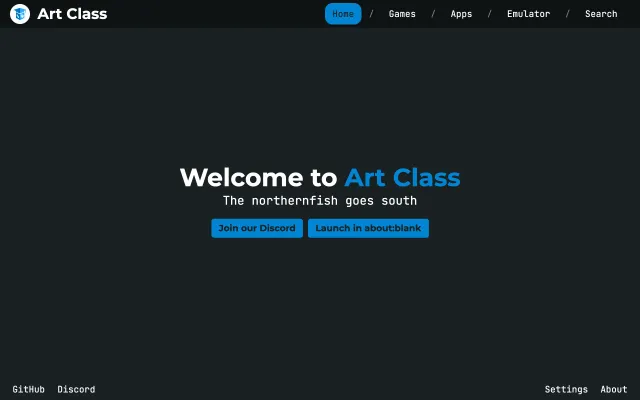 Art Class
Home / Games / Apps / Emulator / Search
Welcome to Art Class
The northernfish goes south
Join our Discord Launch in about:blank
GitHub Discord Settings About